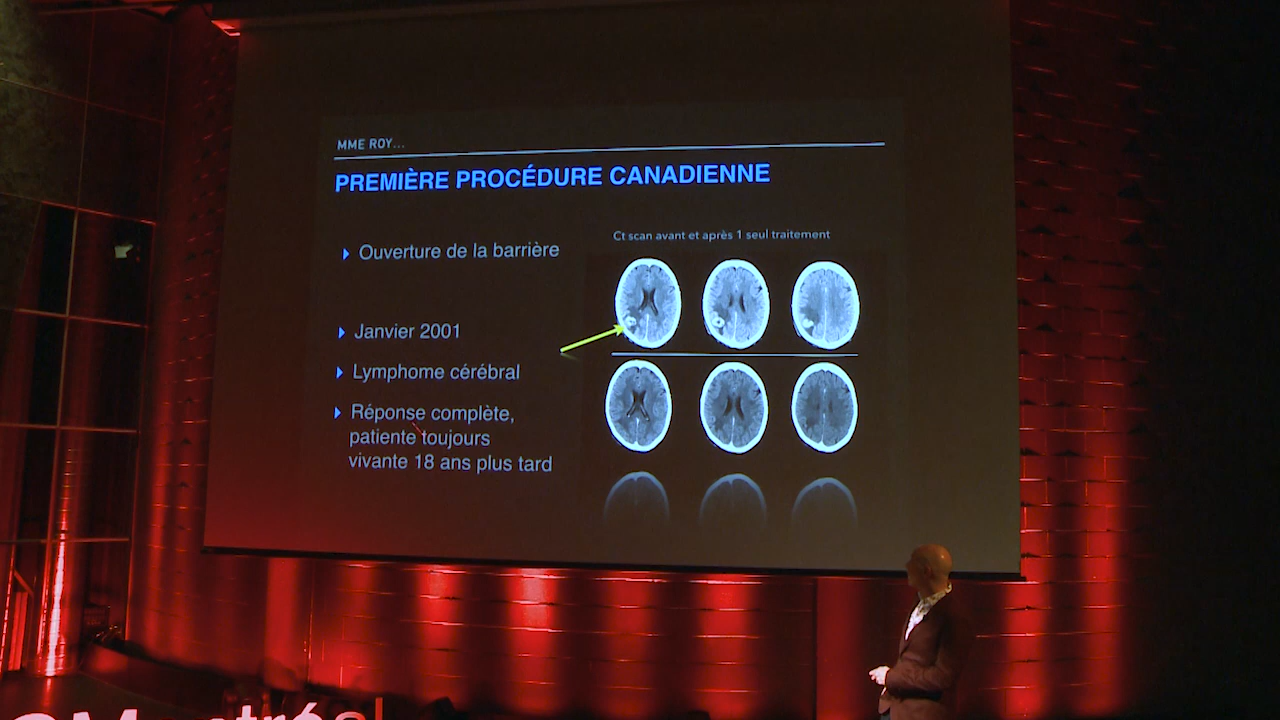 MME ROY...
PREMIÈRE PROCÉDURE CANADIENNE
Ct scan avant et après 1 seul traitement
Ouverture de la barrière
Janvier 2001
Lymphome cérébral
Réponse complète,
patiente toujours
vivante 18 ans plus tard